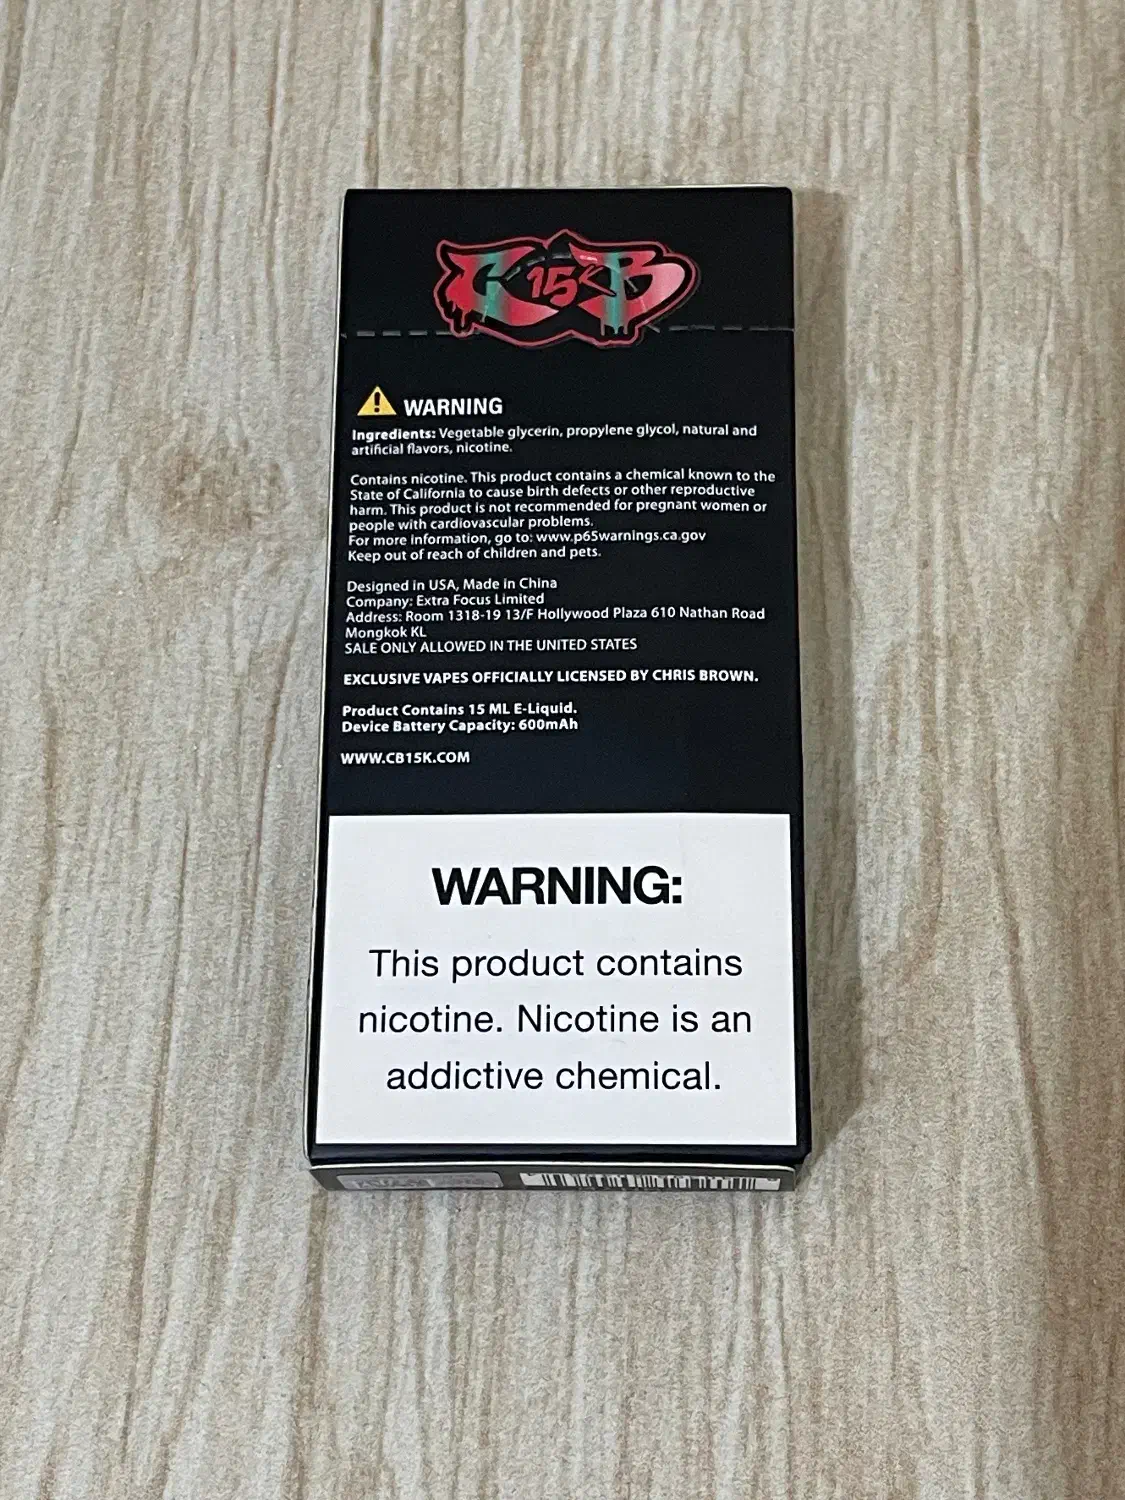 C 15K B
WARNING
Ingredients: Vegetable glycerin, propylene glycol, natural and
artificial flavors, nicotine.
Contains nicotine. This product contains a chemical known to the
State of California to cause birth defects or other reproductive
harm. This product is not recommended for pregnant women or
people with cardiovascular problems.
For more information, go to: www.p65warnings.ca.gov
Keep out of reach of children and pets.
Designed in USA, Made in China
Company: Extra Focus Limited
Address: Room 1318-19 13/F Hollywood Plaza 610 Nathan Road
Mongkok KL
SALE ONLY ALLOWED IN THE UNITED STATES
EXCLUSIVE VAPES OFFICIALLY LICENSED BY CHRIS BROWN.
Product Contains 15 ML E-Liquid.
Device Battery Capacity: 600mAh
WWW.CB15K.COM
WARNING:
This product contains
nicotine. Nicotine is an
addictive chemical.